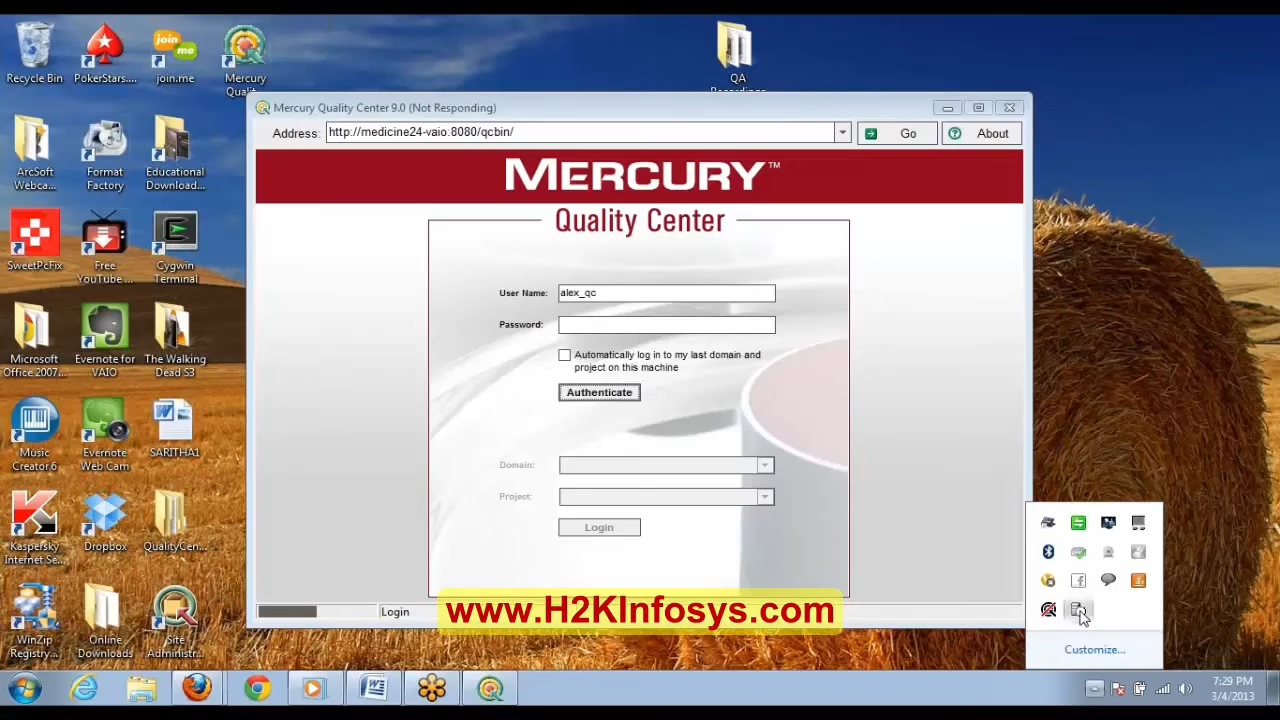 Recycle Bin
PokerStars....
join.me
Mercury
Qualit...
QA
Recordings
ArcSoft
Webca...
Format
Factory
Educational
Download...
SweetPcFix
Free
YouTube ...
Cygwin
Terminal
Microsoft
Office 2007...
Evernote for
VAIO
The Walking
Dead S3
Music
Creator 6
Evernote
Web Cam
SARITHA1
Kaspersky
Internet Se...
Dropbox
QualityCen...
WinZip
Registry...
Online
Downloads
Site
Administr...
Mercury Quality Center 9.0 (Not Responding)
Address: http://medicine24-vaio:8080/qcbin/ Go About
MERCURY™
Quality Center
User Name: alex_qc
Password:
Automatically log in to my last domain and
project on this machine
Authenticate
Domain:
Project:
Login
Login
www.H2KInfosys.com
Customize...
7:29 PM
3/4/2013